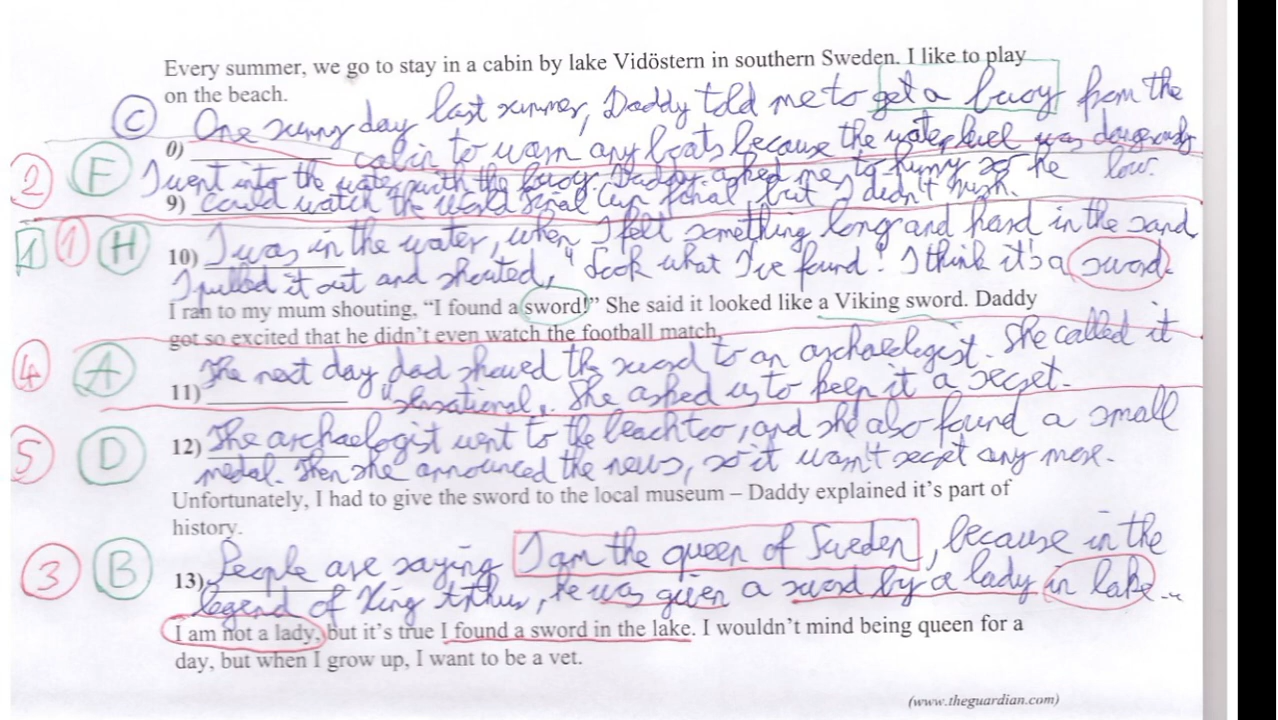 Every summer, we go to stay in a cabin by lake Vidöstern in southern Sweden. I like to play
on the beach.
C One sunny day last summer, Daddy told me to get a buoy from the
0) ____________ cabin to warn any boats because the water level was dangerously
low.
2 F I went into the water with the buoy. Daddy asked me to hurry so he
9) ____________ could watch the world final cup final, but I didn't
1 1 H I was in the water, when I felt something long and hard in the sand
10) ____________ I pulled it out and shouted, "Look what I've found! I think it's a sword.
I ran to my mum shouting, “I found a sword!” She said it looked like a Viking sword. Daddy
got so excited that he didn’t even watch the football match.
4 A The next day dad showed the sword to an archaelogist. She called it
11) ____________ "sensational". She asked us to keep it a secret.
5 D 12) The archaelogist went to the beach too, and she also found a small
medal. Then she announced the news, so it wasn't secret any more.
Unfortunately, I had to give the sword to the local museum – Daddy explained it’s part of
history.
3 B People are saying I am the queen of Sweden, because in the
13) ____________ legend of King he was given a sword by a lady in lake...
I am not a lady, but it’s true I found a sword in the lake. I wouldn’t mind being queen for a
day, but when I grow up, I want to be a vet.
(www.theguardian.com)